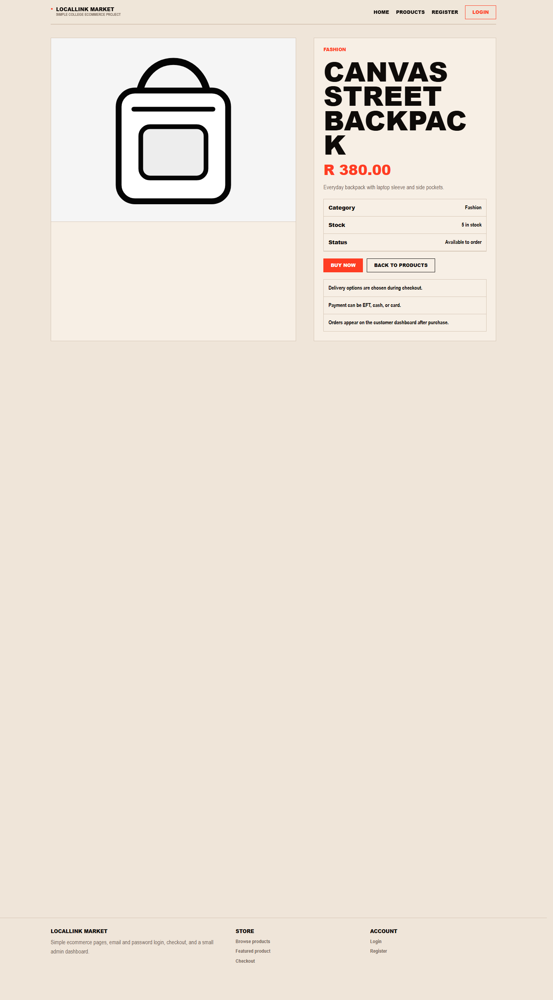 LOCALLINK MARKET
SIMPLE COLLEGE ECOMMERCE PROJECT
HOME PRODUCTS REGISTER LOGIN
FASHION
CANVAS
STREET
BACKPAC
K
R 380.00
Everyday backpack with laptop sleeve and side pockets.
Category Fashion
Stock 5 in stock
Status Available to order
BUY NOW BACK TO PRODUCTS
Delivery options are chosen during checkout.
Payment can be EFT, cash, or card.
Orders appear on the customer dashboard after purchase.
LOCALLINK MARKET
Simple ecommerce pages, email and password login, checkout, and a small
admin dashboard.
STORE
Browse products
Featured product
Checkout
ACCOUNT
Login
Register